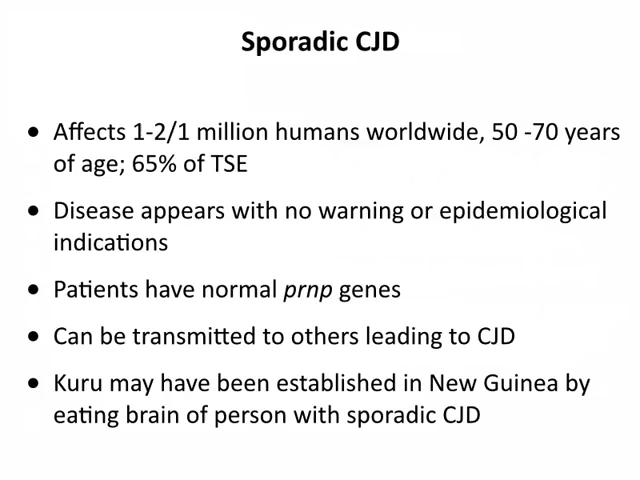 Sporadic CJD
• Affects 1-2/1 million humans worldwide, 50 -70 years
of age; 65% of TSE
• Disease appears with no warning or epidemiological
indications
• Patients have normal prnp genes
• Can be transmitted to others leading to CJD
• Kuru may have been established in New Guinea by
eating brain of person with sporadic CJD